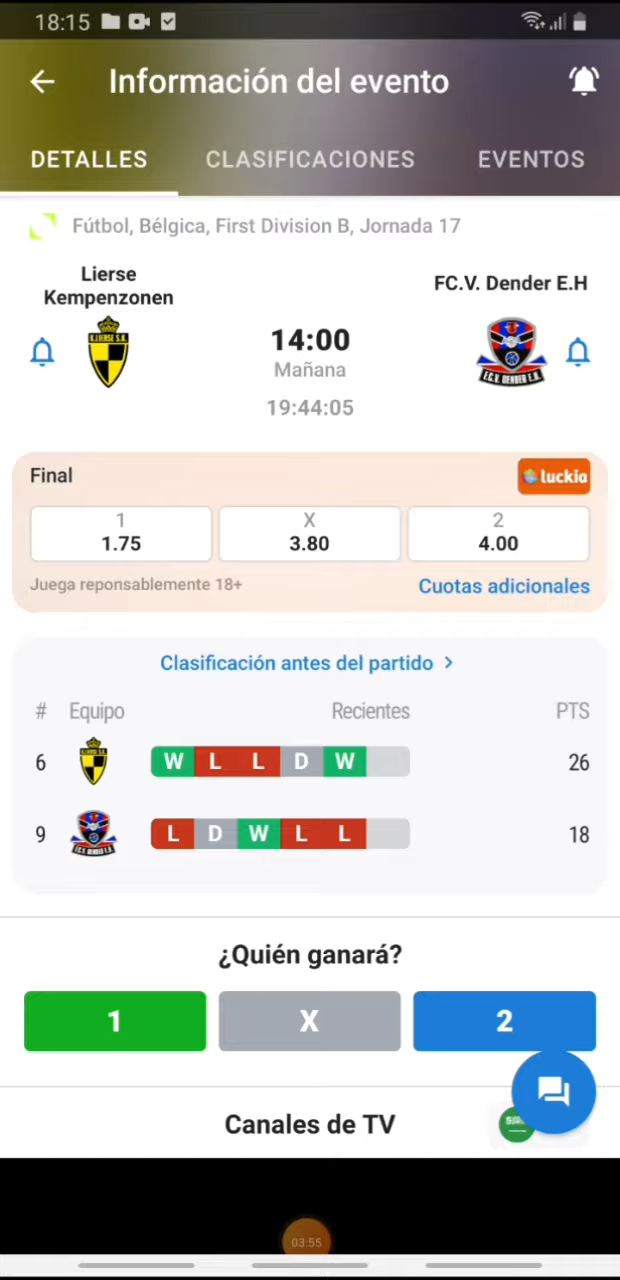 18:15
Información del evento
DETALLES CLASIFICACIONES EVENTOS
Fútbol, Bélgica, First Division B, Jornada 17
Lierse
Kempenzonen
FC.V. Dender E.H
K.LIERSE S.K.
F.C.V. DENDER E.H.
14:00
Mañana
19:44:05
Final
luckia
1 X 2
1.75 3.80 4.00
Juega reponsablemente 18+
Cuotas adicionales
Clasificación antes del partido >
# Equipo Recientes PTS
6 W L L D W 26
9 L D W L L 18
¿Quién ganará?
1 X 2
Canales de TV
03:55